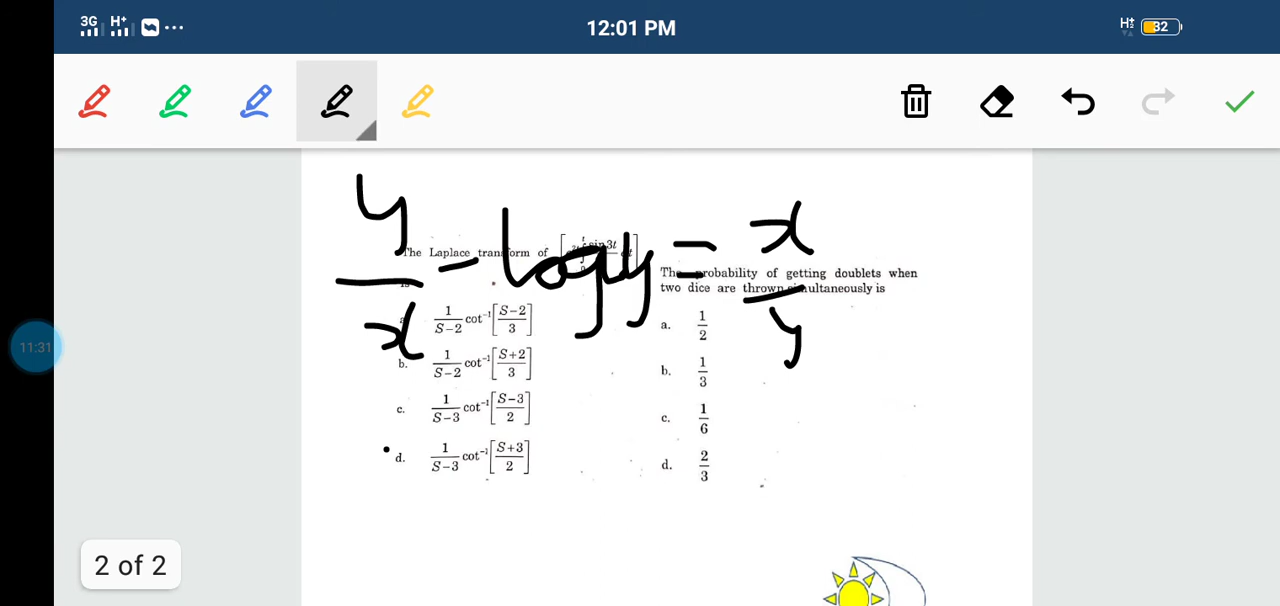 3G H+ ...
12:01 PM
H+ 32
y/x - log y = x/y
The Laplace transform of
is
a. 1/(S−2) cot⁻¹[(S−2)/3]
b. 1/(S−2) cot⁻¹[(S+2)/3]
11:31
c. 1/(S−3) cot⁻¹[(S−3)/2]
d. 1/(S−3) cot⁻¹[(S+3)/2]
The probability of getting doublets when
two dice are thrown simultaneously is
a. 1/2
b. 1/3
c. 1/6
d. 2/3
2 of 2